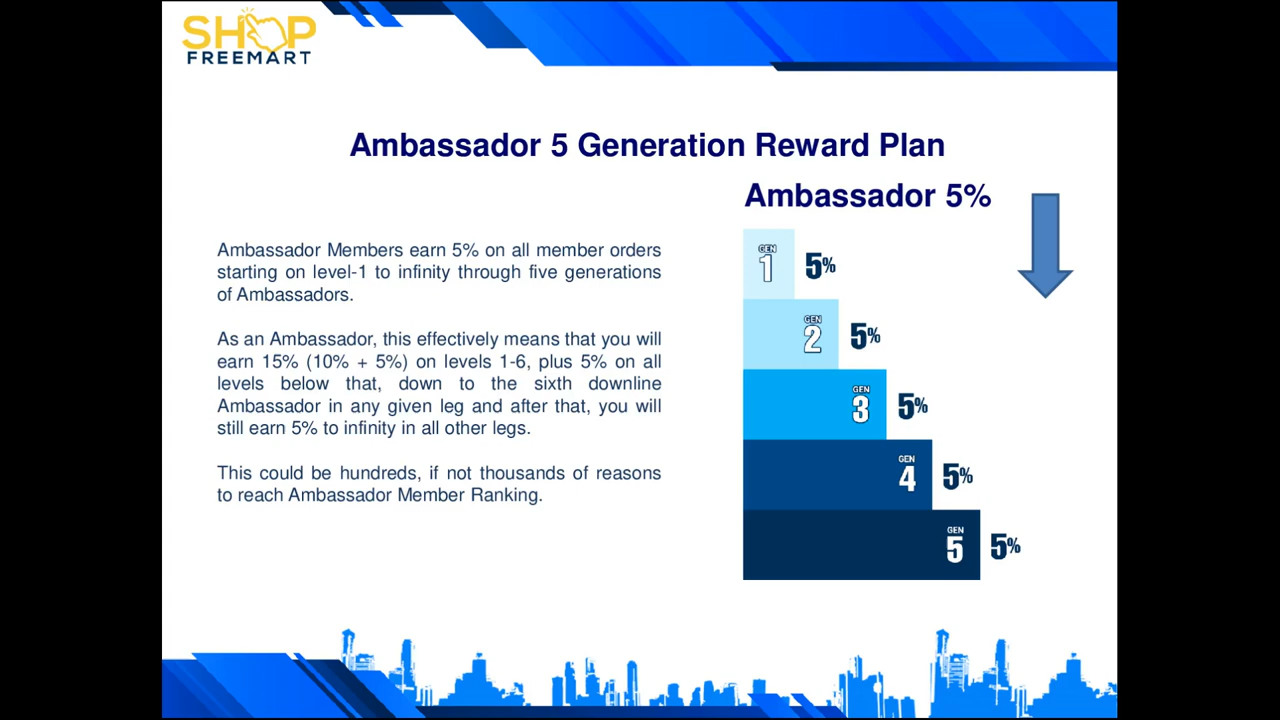 SHOP
FREEMART
Ambassador 5 Generation Reward Plan
Ambassador 5%
Ambassador Members earn 5% on all member orders
starting on level-1 to infinity through five generations
of Ambassadors.
As an Ambassador, this effectively means that you will
earn 15% (10% + 5%) on levels 1-6, plus 5% on all
levels below that, down to the sixth downline
Ambassador in any given leg and after that, you will
still earn 5% to infinity in all other legs.
This could be hundreds, if not thousands of reasons
to reach Ambassador Member Ranking.
GEN
1 5%
GEN
2 5%
GEN
3 5%
GEN
4 5%
GEN
5 5%